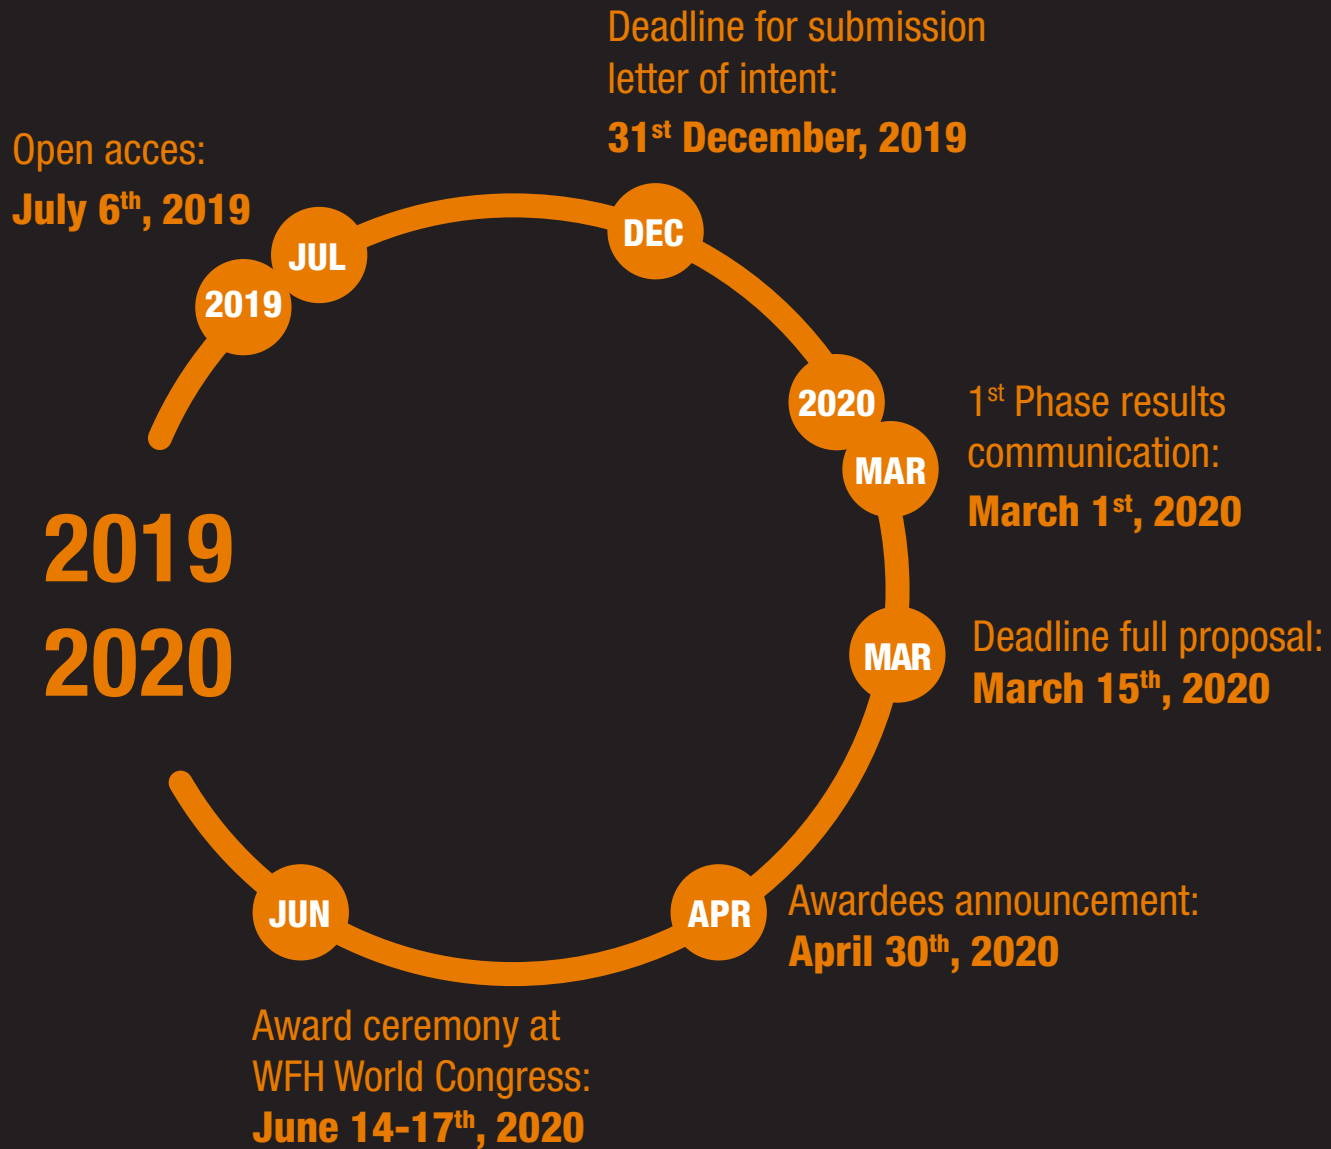 Deadline for submission
letter of intent:
31st December, 2019
Open acces:
July 6th, 2019
JUL
2019
DEC
2020
MAR
1st Phase results
communication:
March 1st, 2020
2019
2020
MAR
Deadline full proposal:
March 15th, 2020
APR
Awardees announcement:
April 30th, 2020
JUN
Award ceremony at
WFH World Congress:
June 14-17th, 2020